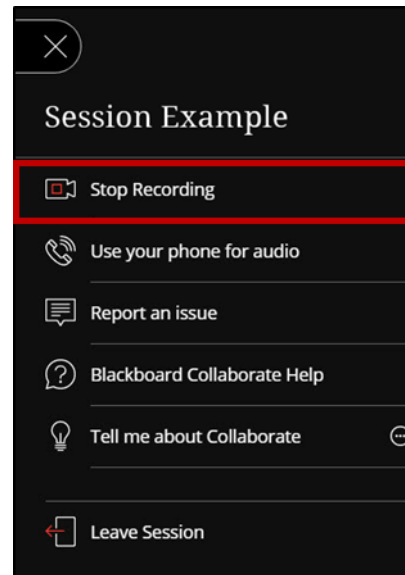 Session Example
Stop Recording
Use your phone for audio
Report an issue
Blackboard Collaborate Help
Tell me about Collaborate
Leave Session